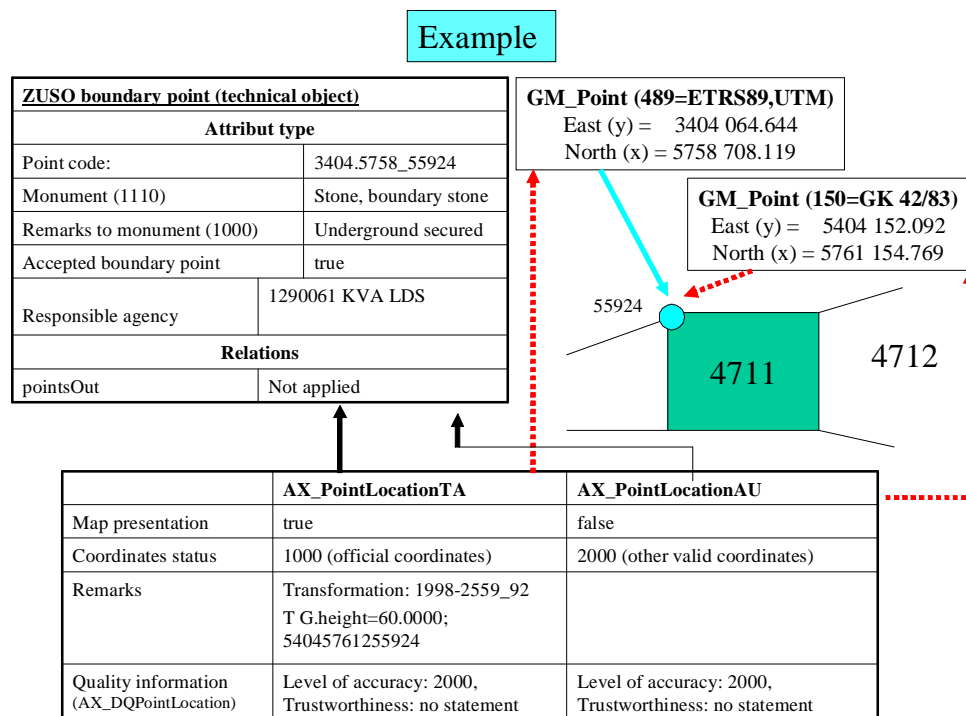 Example
ZUSO boundary point (technical object)
Attribut type
Point code: 3404.5758_55924
Monument (1110) Stone, boundary stone
Remarks to monument (1000) Underground secured
Accepted boundary point true
Responsible agency 1290061 KVA LDS
Relations
pointsOut Not applied
GM_Point (489=ETRS89,UTM)
East (y) = 3404 064.644
North (x) = 5758 708.119
GM_Point (150=GK 42/83)
East (y) = 5404 152.092
North (x) = 5761 154.769
55924
4711
4712
AX_PointLocationTA AX_PointLocationAU
Map presentation true false
Coordinates status 1000 (official coordinates) 2000 (other valid coordinates)
Remarks Transformation: 1998-2559_92
T G.height=60.0000;
54045761255924
Quality information Level of accuracy: 2000, Level of accuracy: 2000,
(AX_DQPointLocation) Trustworthiness: no statement Trustworthiness: no statement